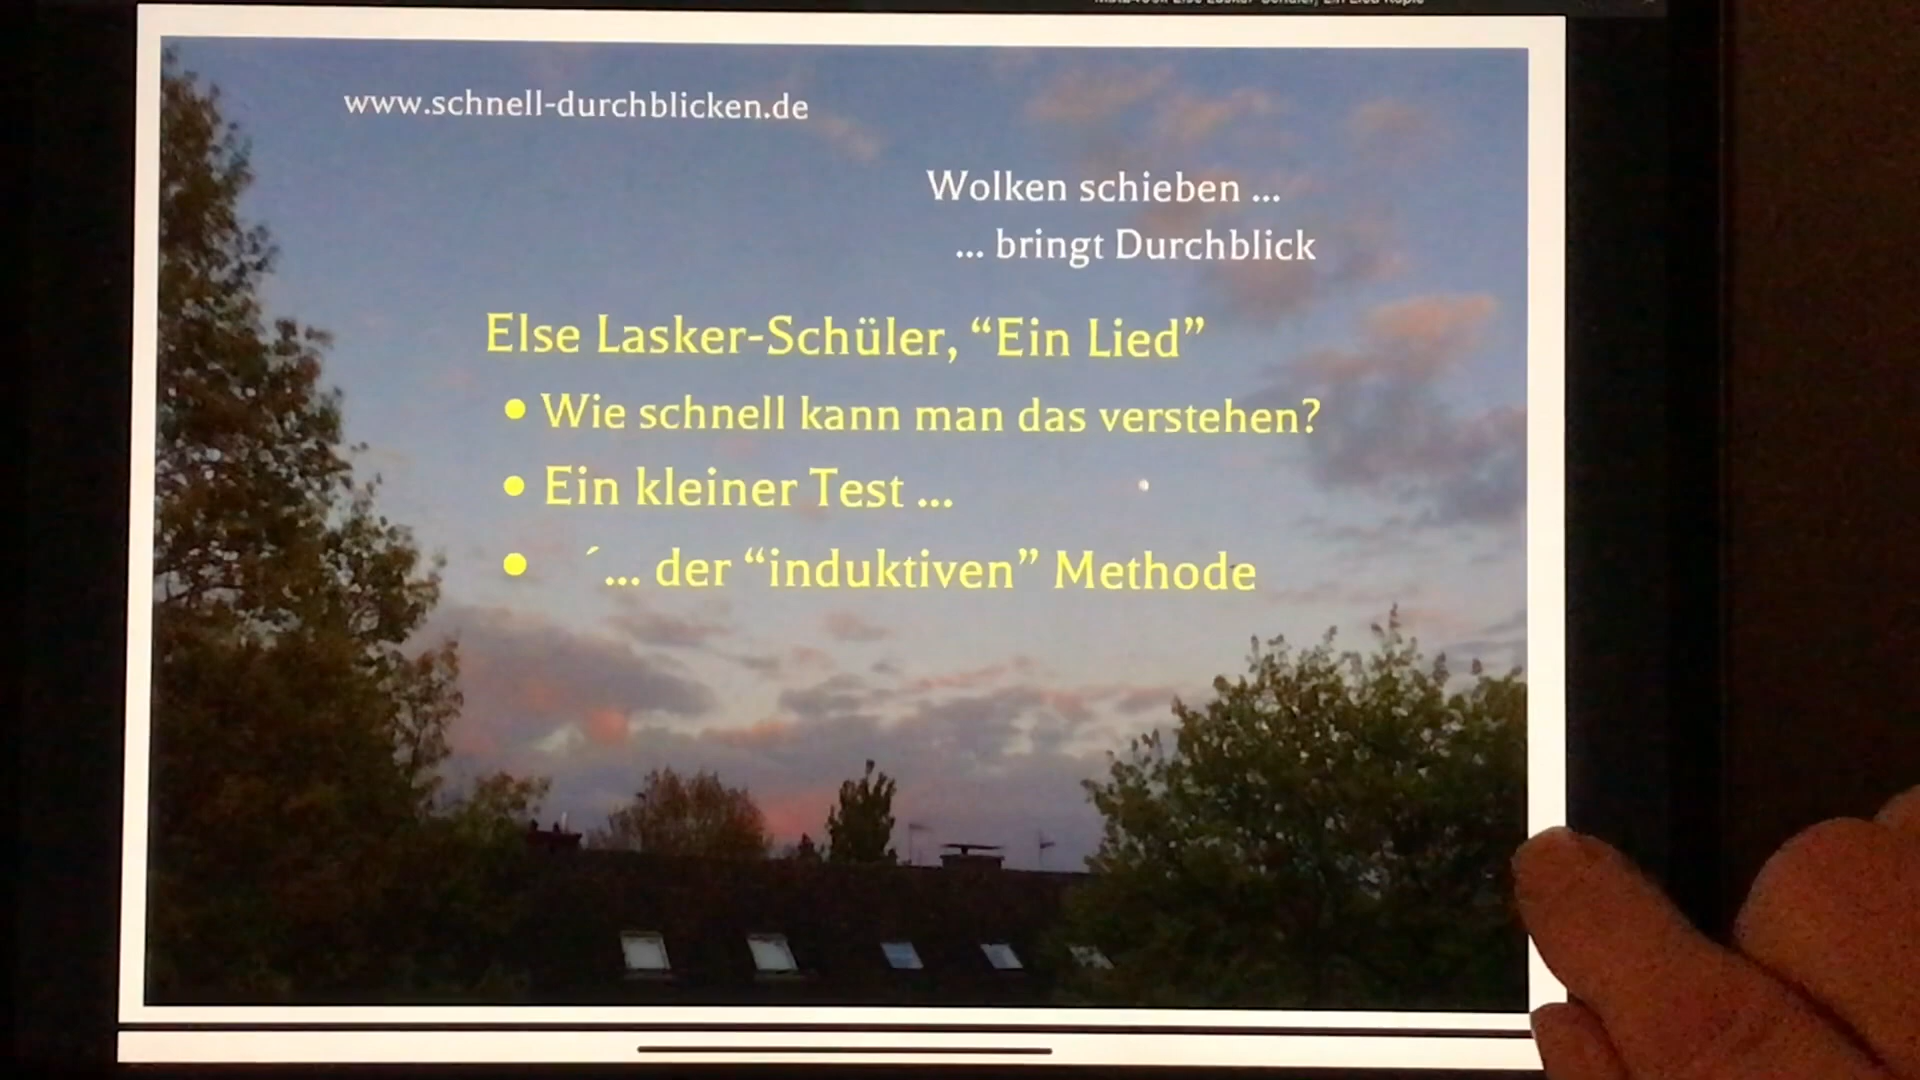 www.schnell-durchblicken.de
Wolken schieben ...
... bringt Durchblick
Else Lasker-Schüler, “Ein Lied”
• Wie schnell kann man das verstehen?
• Ein kleiner Test ...
• ´... der “induktiven” Methode